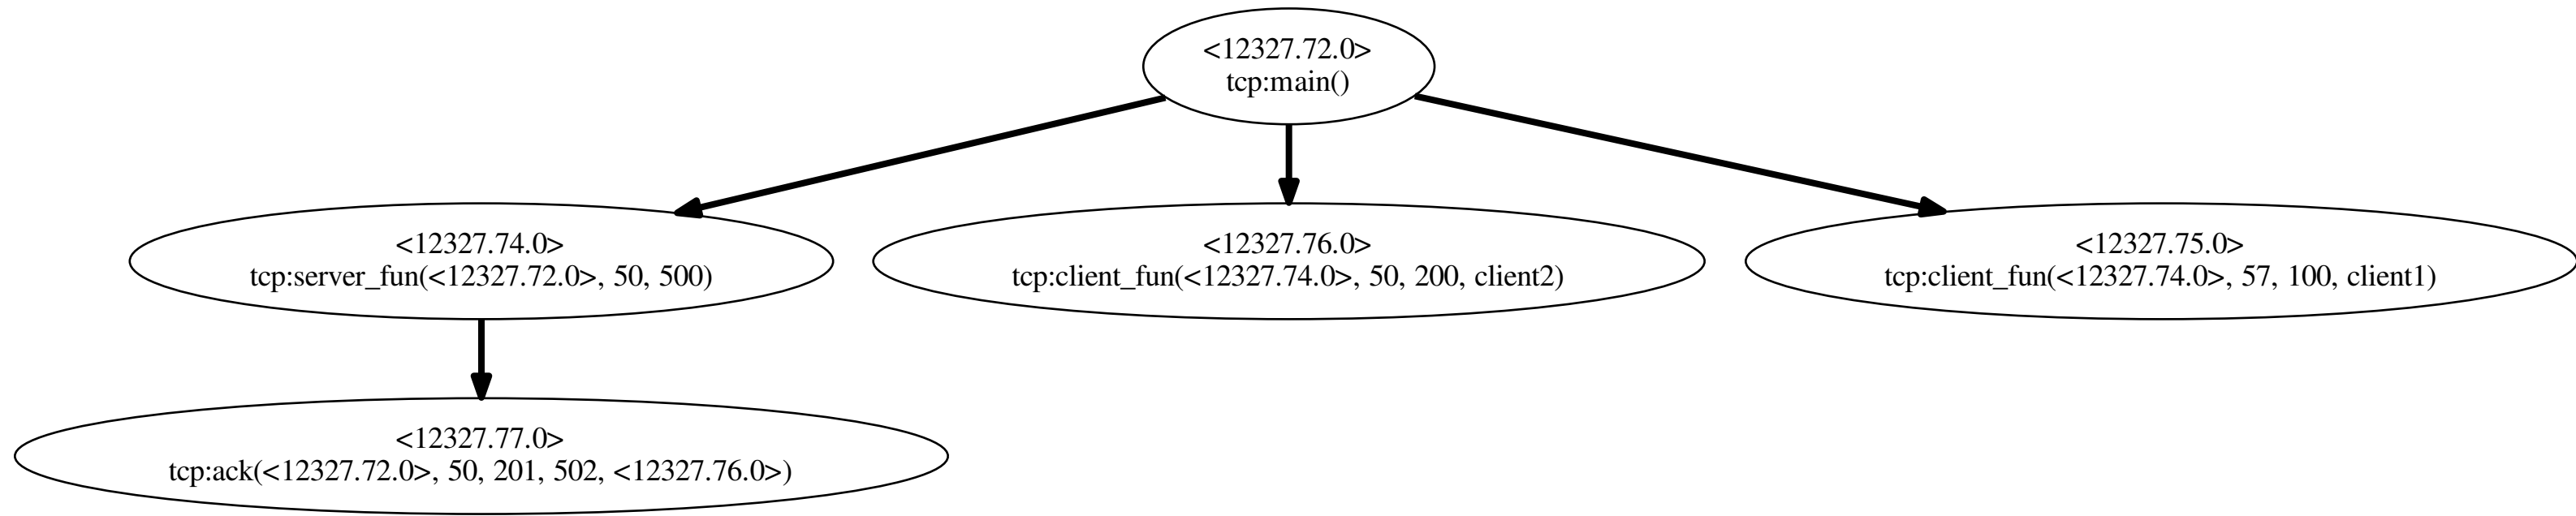 <12327.72.0>
tcp:main()
<12327.74.0>
tcp:server_fun(<12327.72.0>, 50, 500)
<12327.76.0>
tcp:client_fun(<12327.74.0>, 50, 200, client2)
<12327.75.0>
tcp:client_fun(<12327.74.0>, 57, 100, client1)
<12327.77.0>
tcp:ack(<12327.72.0>, 50, 201, 502, <12327.76.0>)